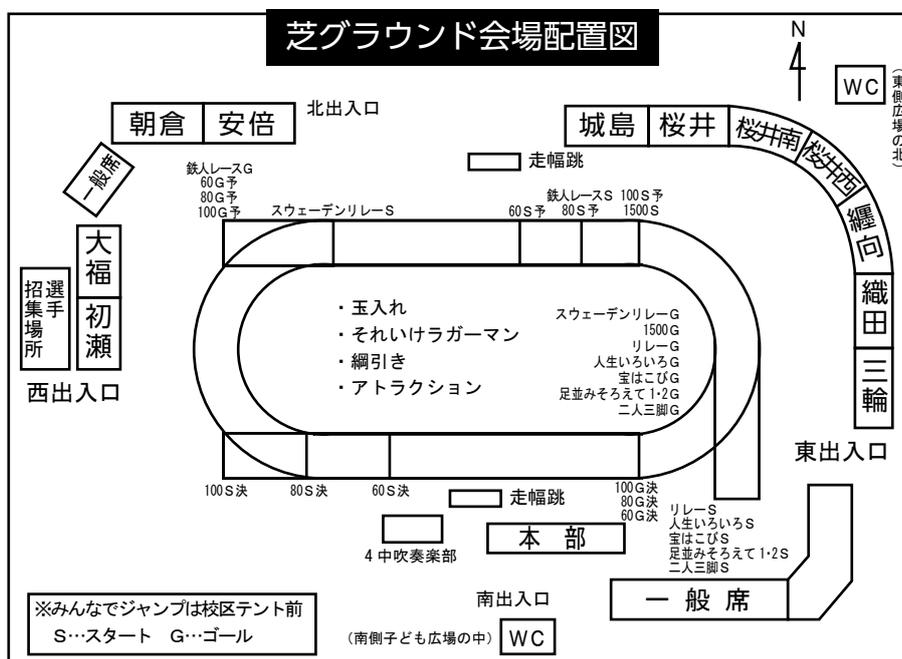 芝グラウンド会場配置図
N
WC
(東側広場の北)
朝倉
安倍
北出入口
城島
桜井
桜井南
桜井西
纒向
織田
三輪
一般席
鉄人レースG
60G予
80G予
100G予
スウェーデンリレーS
走幅跳
60S予
鉄人レースS
80S予
100S予
1500S
大福
初瀬
選手
招集場所
西出入口
・玉入れ
・それいけラガーマン
・綱引き
・アトラクション
スウェーデンリレーG
1500G
リレーG
人生いろいろG
宝はこびG
足並みそろえて1・2G
二人三脚G
東出入口
100S決
80S決
60S決
走幅跳
100G決
80G決
60G決
リレーS
人生いろいろS
宝はこびS
足並みそろえて1・2S
二人三脚S
4中吹奏楽部
本部
一般席
南出入口
(南側子ども広場の中)
WC
※みんなでジャンプは校区テント前
S…スタート G…ゴール